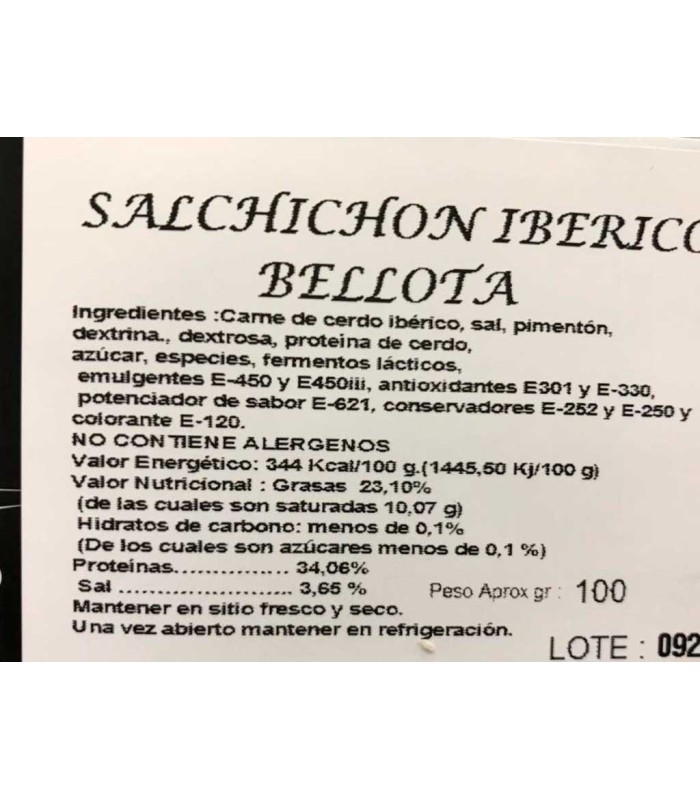 SALCHICHON IBERICO
BELLOTA
Ingredientes :Carne de cerdo ibérico, sal, pimentón,
dextrina., dextrosa, proteína de cerdo,
azúcar, especies, fermentos lácticos,
emulgentes E-450 y E450iii, antioxidantes E301 y E-330,
potenciador de sabor E-621, conservadores E-252 y E-250 y
colorante E-120.
NO CONTIENE ALERGENOS
Valor Energético: 344 Kcal/100 g.(1445,50 Kj/100 g)
Valor Nutricional : Grasas 23,10%
(de las cuales son saturadas 10,07 g)
Hidratos de carbono: menos de 0,1%
(De los cuales son azúcares menos de 0,1 %)
Proteínas............... 34,06%
Sal ........................ 3,65 % Peso Aprox gr : 100
Mantener en sitio fresco y seco.
Una vez abierto mantener en refrigeración.
LOTE : 092